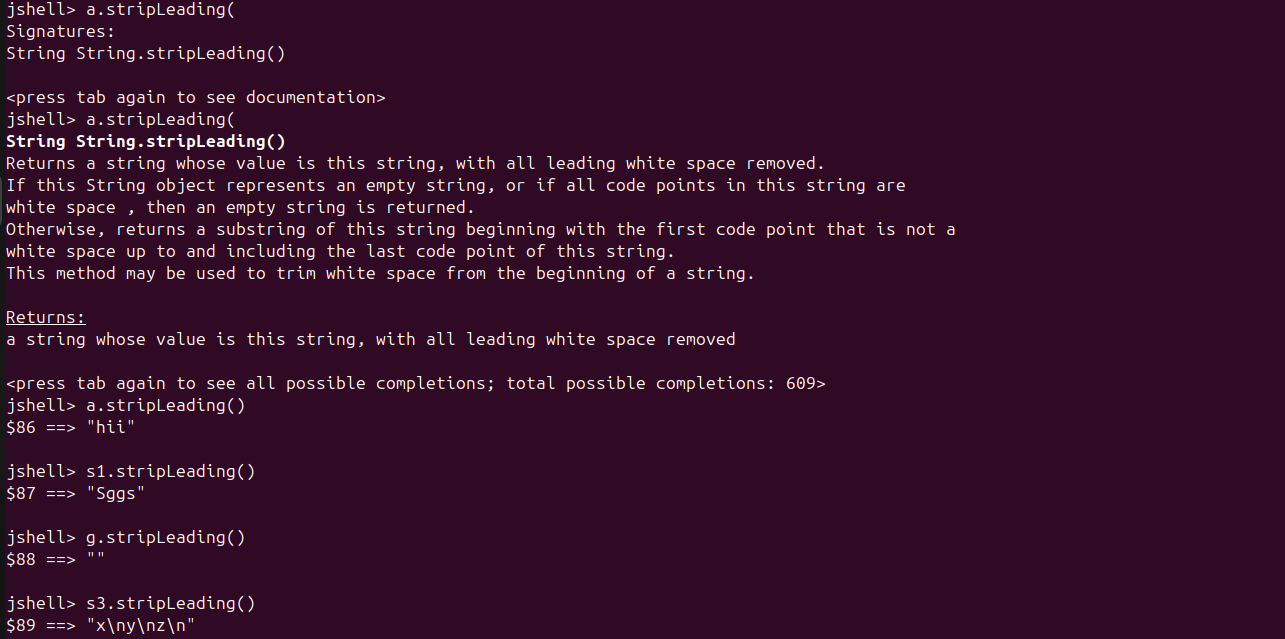 jshell> a.stripLeading(
Signatures:
String String.stripLeading()
<press tab again to see documentation>
jshell> a.stripLeading(
String String.stripLeading()
Returns a string whose value is this string, with all leading white space removed.
If this String object represents an empty string, or if all code points in this string are
white space , then an empty string is returned.
Otherwise, returns a substring of this string beginning with the first code point that is not a
white space up to and including the last code point of this string.
This method may be used to trim white space from the beginning of a string.
Returns:
a string whose value is this string, with all leading white space removed
<press tab again to see all possible completions; total possible completions: 609>
jshell> a.stripLeading()
$86 ==> "hii"
jshell> s1.stripLeading()
$87 ==> "Sggs"
jshell> g.stripLeading()
$88 ==> ""
jshell> s3.stripLeading()
$89 ==> "x\ny\nz\n"